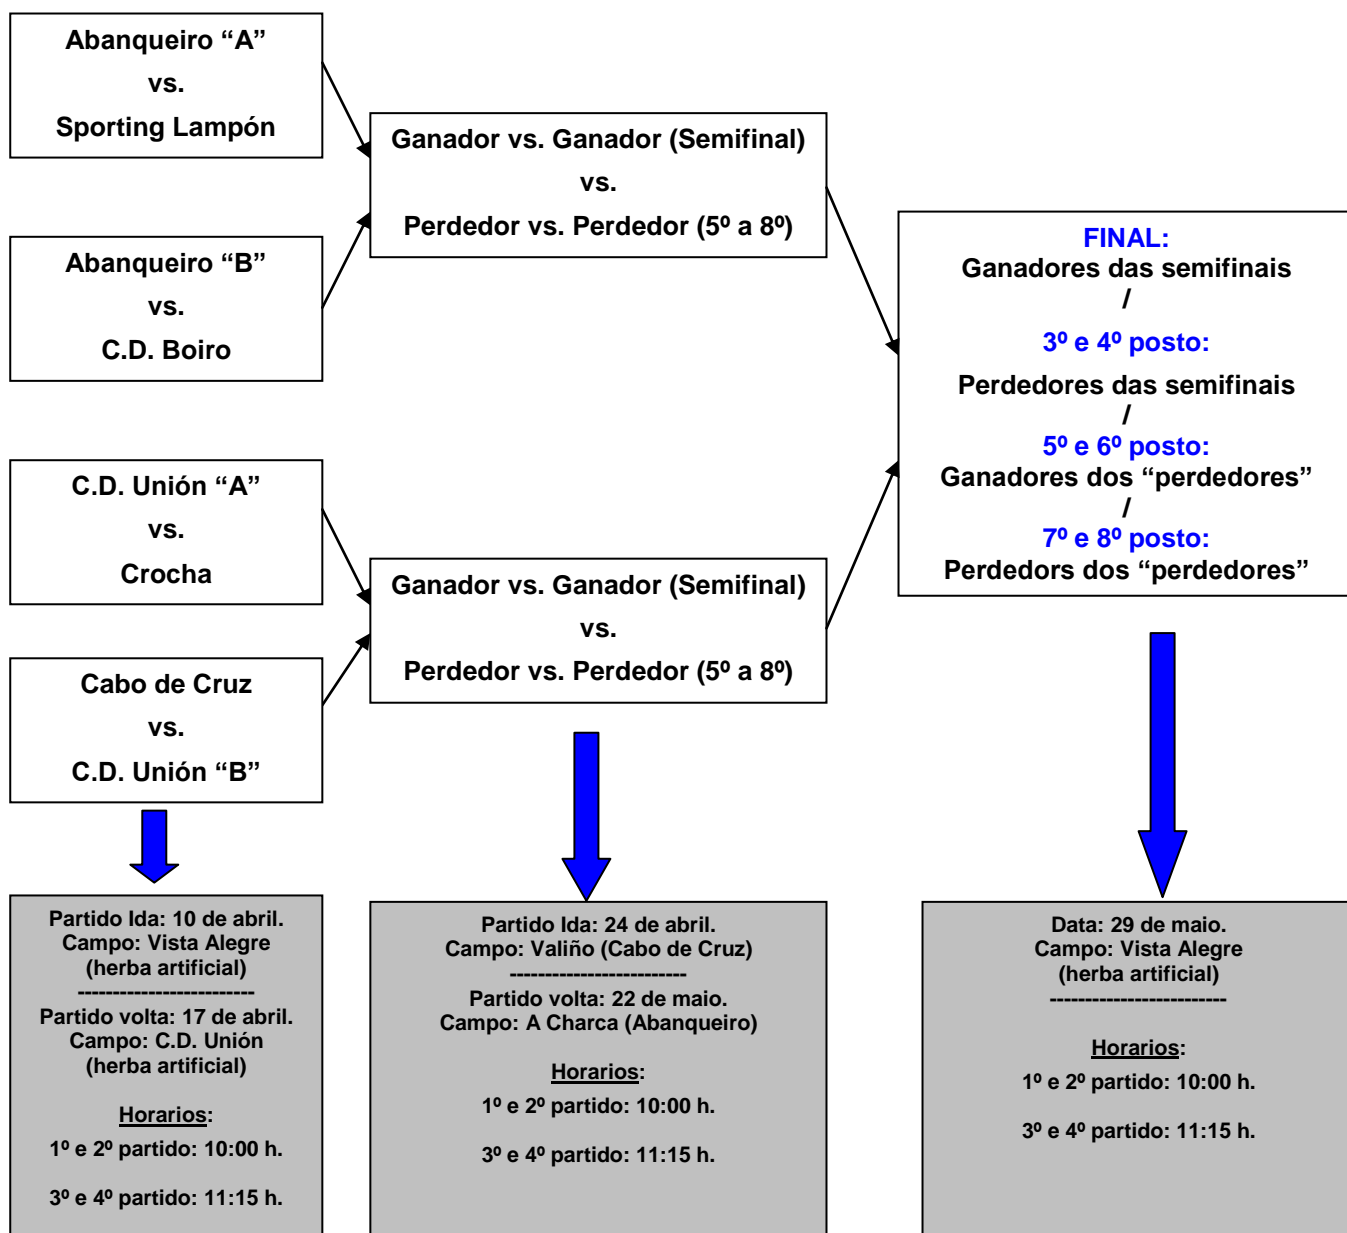 Abanqueiro “A”
vs.
Sporting Lampón
Abanqueiro “B”
vs.
C.D. Boiro
C.D. Unión “A”
vs.
Crocha
Cabo de Cruz
vs.
C.D. Unión “B”
Ganador vs. Ganador (Semifinal)
vs.
Perdedor vs. Perdedor (5º a 8º)
Ganador vs. Ganador (Semifinal)
vs.
Perdedor vs. Perdedor (5º a 8º)
FINAL:
Ganadores das semifinais
/
3º e 4º posto:
Perdedores das semifinais
/
5º e 6º posto:
Ganadores dos “perdedores”
/
7º e 8º posto:
Perdedors dos “perdedores”
Partido Ida: 10 de abril.
Campo: Vista Alegre
(herba artificial)
-------------------------
Partido volta: 17 de abril.
Campo: C.D. Unión
(herba artificial)
Horarios:
1º e 2º partido: 10:00 h.
3º e 4º partido: 11:15 h.
Partido Ida: 24 de abril.
Campo: Valiño (Cabo de Cruz)
-------------------------
Partido volta: 22 de maio.
Campo: A Charca (Abanqueiro)
Horarios:
1º e 2º partido: 10:00 h.
3º e 4º partido: 11:15 h.
Data: 29 de maio.
Campo: Vista Alegre
(herba artificial)
-------------------------
Horarios:
1º e 2º partido: 10:00 h.
3º e 4º partido: 11:15 h.